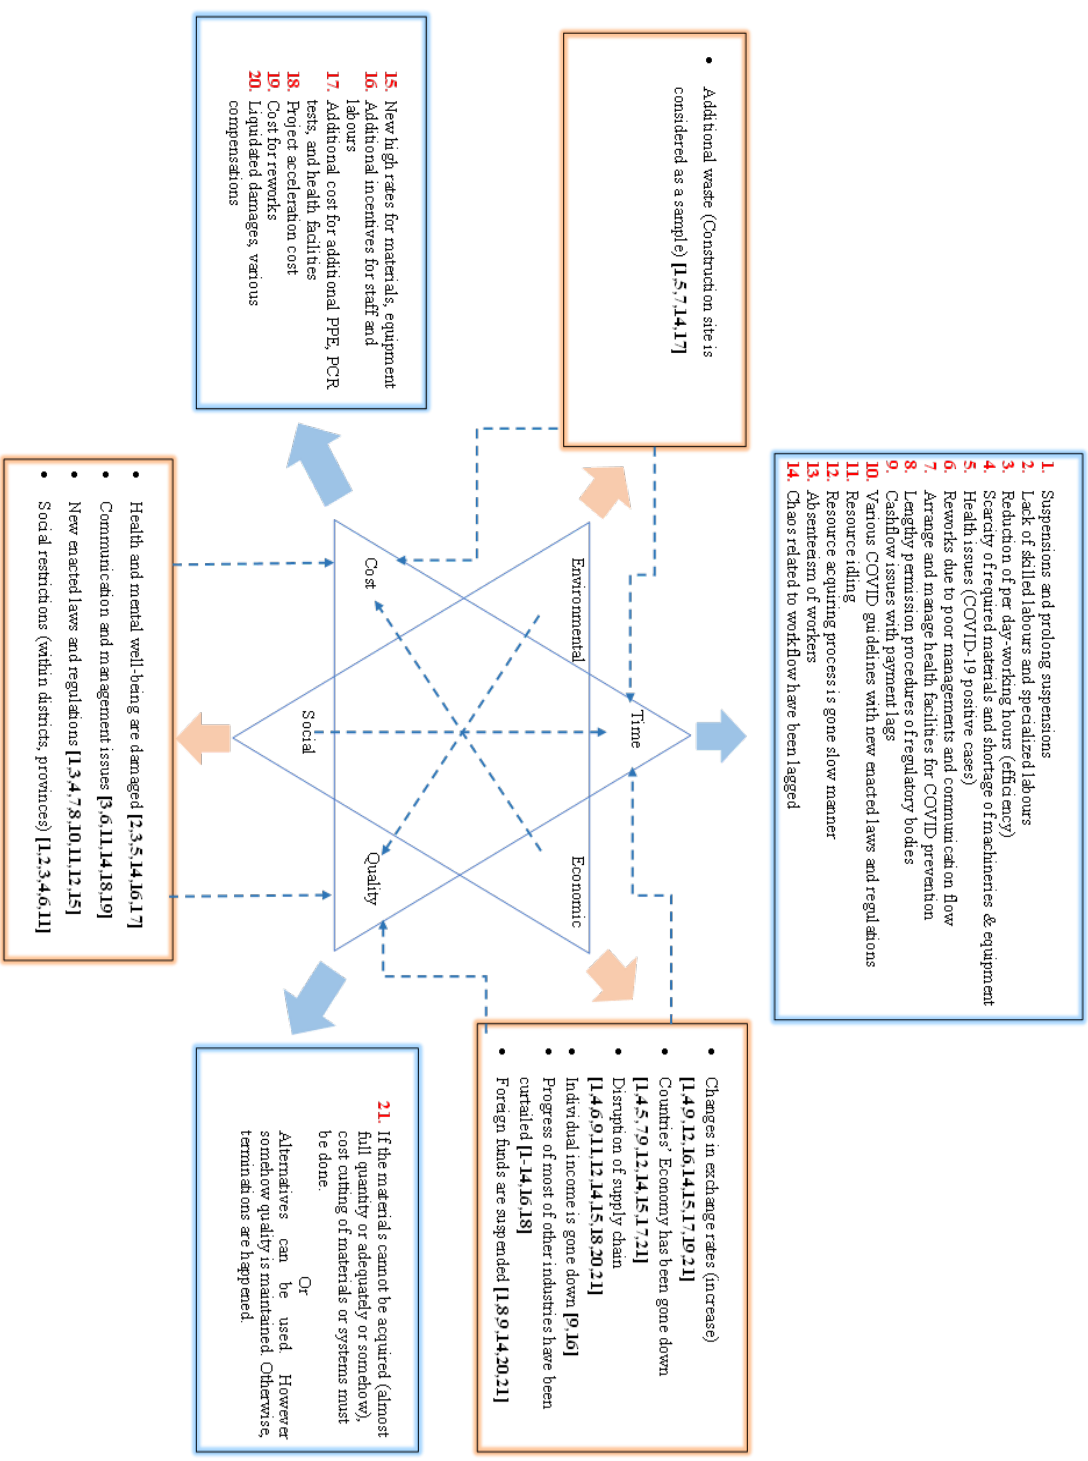 1. Suspensions and prolong suspensions
2. Lack of skilled labours and specialized labours
3. Reduction of per day-working hours (efficiency)
4. Scarcity of required materials and shortage of machineries & equipment
5. Health issues (COVID-19 positive cases)
6. Reworks due to poor managements and communication flow
7. Arrange and manage health facilities for COVID prevention
8. Lengthy permission procedures of regulatory bodies
9. Cashflow issues with payment lags
10. Various COVID guidelines with new enacted laws and regulations
11. Resource idling
12. Resource acquiring process is gone slow manner
13. Absenteeism of workers
14. Chaos related to workflow have been lagged
• Additional waste (Construction site is
considered as a sample) [1,5,7,14,17]
• Changes in exchange rates (increase)
[1,4,9,12,16,14,15,17,19,21]
• Countries' Economy has been gone down
[1,4,5,7,9,12,14,15,17,21]
• Disruption of supply chain
[1,4,6,9,11,12,14,15,18,20,21]
• Individual income is gone down [9,16]
• Progress of most of other industries have been
curtailed [1-14,16,18]
• Foreign funds are suspended [1,8,9,14,20,21]
Time
Environmental
Economic
Cost
Quality
Social
15. New high rates for materials, equipment
16. Additional incentives for staff and
labours
17. Additional cost for additional PPE, PCR
tests, and health facilities
18. Project acceleration cost
19. Cost for reworks
20. Liquidated damages, various
compensations
21. If the materials cannot be acquired (almost
full quantity or adequately or somehow),
cost cutting of materials or systems must
be done.
Or
Alternatives can be used. However
somehow quality is maintained. Otherwise,
terminations are happened.
• Health and mental well-being are damaged [2,3,5,14,16,17]
• Communication and management issues [3,6,11,14,18,19]
• New enacted laws and regulations [1,3,4,7,8,10,11,12,15]
• Social restrictions (within districts, provinces) [1,2,3,4,6,11]